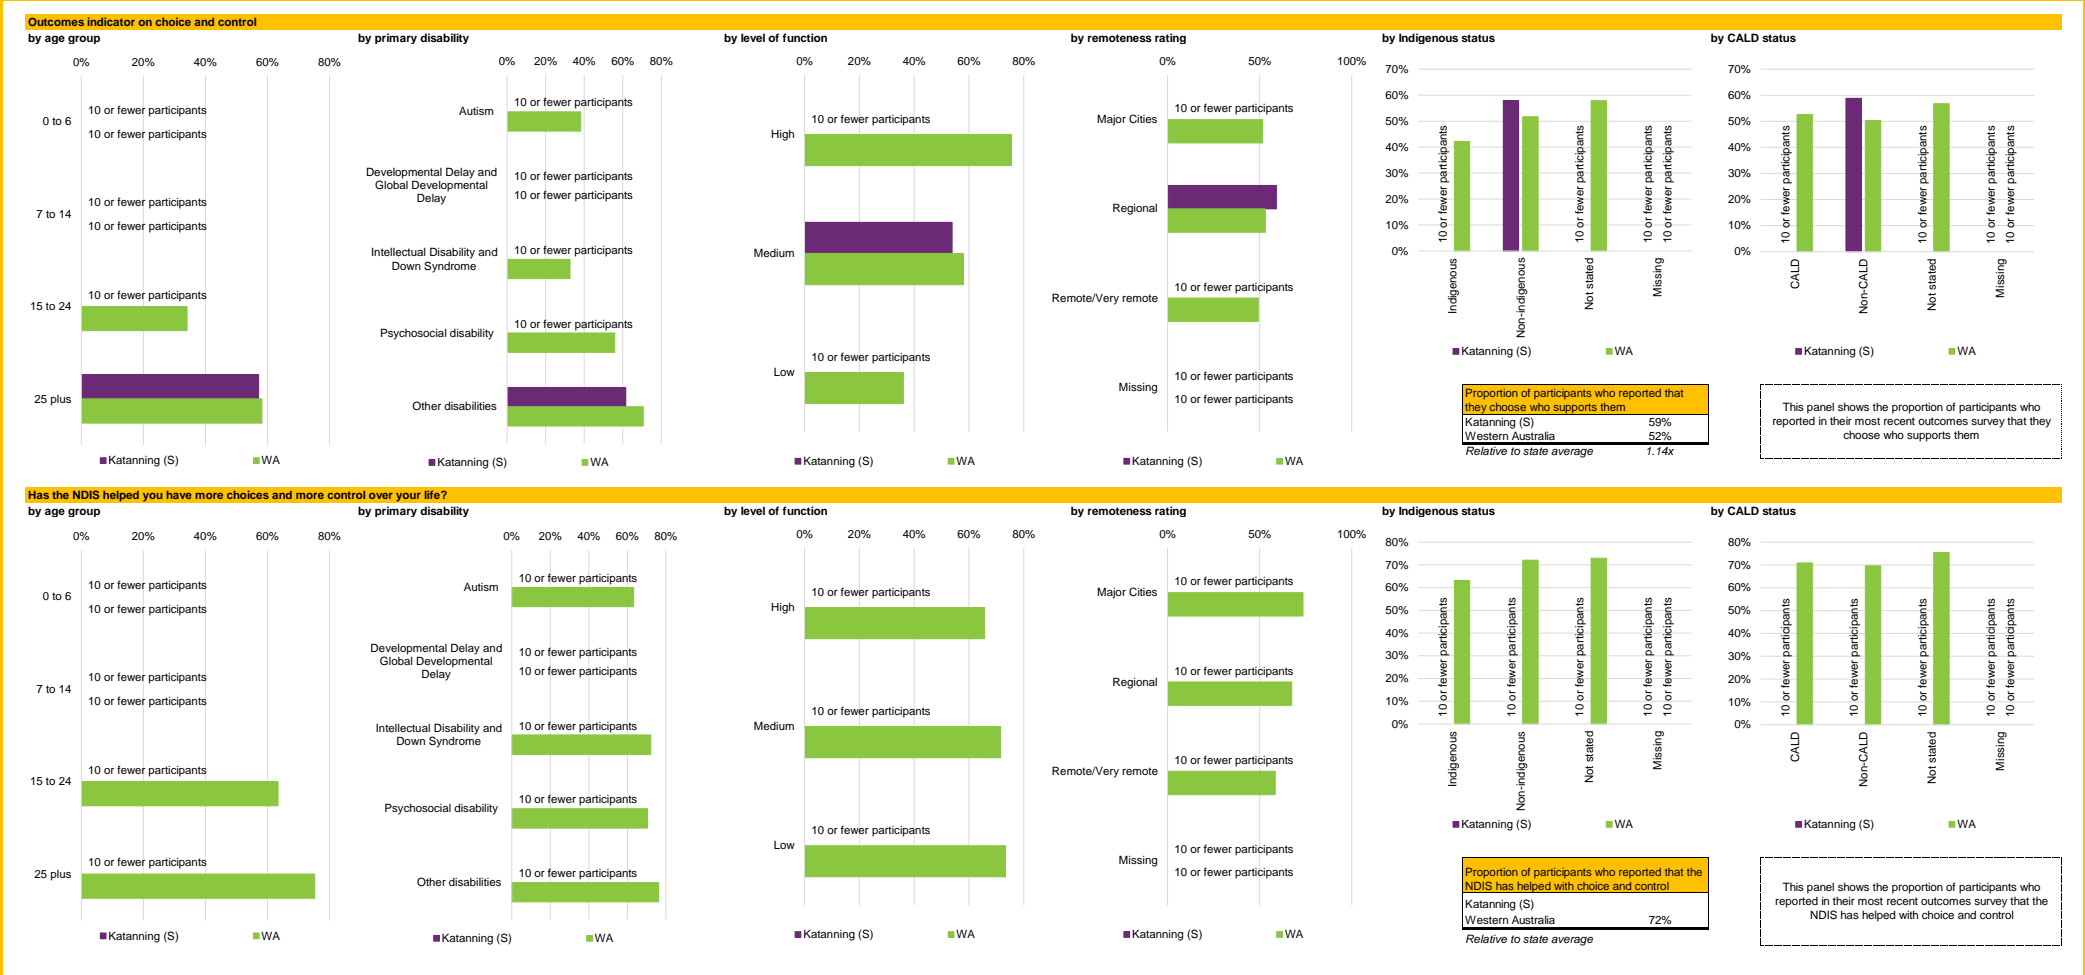 Outcomes indicator on choice and control
by age group
0%
20%
40%
60%
80%
0 to 6
10 or fewer participants
10 or fewer participants
7 to 14
10 or fewer participants
10 or fewer participants
15 to 24
10 or fewer participants
25 plus
Katanning (S)
WA
by primary disability
0%
20%
40%
60%
80%
Autism
10 or fewer participants
Developmental Delay and
Global Developmental
Delay
10 or fewer participants
10 or fewer participants
Intellectual Disability and
Down Syndrome
10 or fewer participants
Psychosocial disability
10 or fewer participants
Other disabilities
Katanning (S)
WA
by level of function
0%
20%
40%
60%
80%
High
10 or fewer participants
Medium
Low
10 or fewer participants
Katanning (S)
WA
by remoteness rating
0%
50%
100%
Major Cities
10 or fewer participants
Regional
Remote/Very remote
10 or fewer participants
Missing
10 or fewer participants
10 or fewer participants
Katanning (S)
WA
by Indigenous status
70%
60%
50%
40%
30%
20%
10%
0%
10 or fewer participants
10 or fewer participants
10 or fewer participants
10 or fewer participants
Indigenous
Non-indigenous
Not stated
Missing
Katanning (S)
WA
by CALD status
70%
60%
50%
40%
30%
20%
10%
0%
10 or fewer participants
10 or fewer participants
10 or fewer participants
10 or fewer participants
CALD
Non-CALD
Not stated
Missing
Katanning (S)
WA
Proportion of participants who reported that
they choose who supports them
Katanning (S) 59%
Western Australia 52%
Relative to state average 1.14x
This panel shows the proportion of participants who
reported in their most recent outcomes survey that they
choose who supports them
Has the NDIS helped you have more choices and more control over your life?
by age group
0%
20%
40%
60%
80%
0 to 6
10 or fewer participants
10 or fewer participants
7 to 14
10 or fewer participants
10 or fewer participants
15 to 24
10 or fewer participants
25 plus
10 or fewer participants
Katanning (S)
WA
by primary disability
0%
20%
40%
60%
80%
Autism
10 or fewer participants
Developmental Delay and
Global Developmental
Delay
10 or fewer participants
10 or fewer participants
Intellectual Disability and
Down Syndrome
10 or fewer participants
Psychosocial disability
10 or fewer participants
Other disabilities
10 or fewer participants
Katanning (S)
WA
by level of function
0%
20%
40%
60%
80%
High
10 or fewer participants
Medium
10 or fewer participants
Low
10 or fewer participants
Katanning (S)
WA
by remoteness rating
0%
50%
100%
Major Cities
10 or fewer participants
Regional
10 or fewer participants
Remote/Very remote
10 or fewer participants
Missing
10 or fewer participants
10 or fewer participants
Katanning (S)
WA
by Indigenous status
80%
70%
60%
50%
40%
30%
20%
10%
0%
10 or fewer participants
10 or fewer participants
10 or fewer participants
10 or fewer participants
10 or fewer participants
Indigenous
Non-indigenous
Not stated
Missing
Katanning (S)
WA
by CALD status
80%
70%
60%
50%
40%
30%
20%
10%
0%
10 or fewer participants
10 or fewer participants
10 or fewer participants
10 or fewer participants
10 or fewer participants
CALD
Non-CALD
Not stated
Missing
Katanning (S)
WA
Proportion of participants who reported that the
NDIS has helped with choice and control
Katanning (S)
Western Australia 72%
Relative to state average
This panel shows the proportion of participants who
reported in their most recent outcomes survey that the
NDIS has helped with choice and control